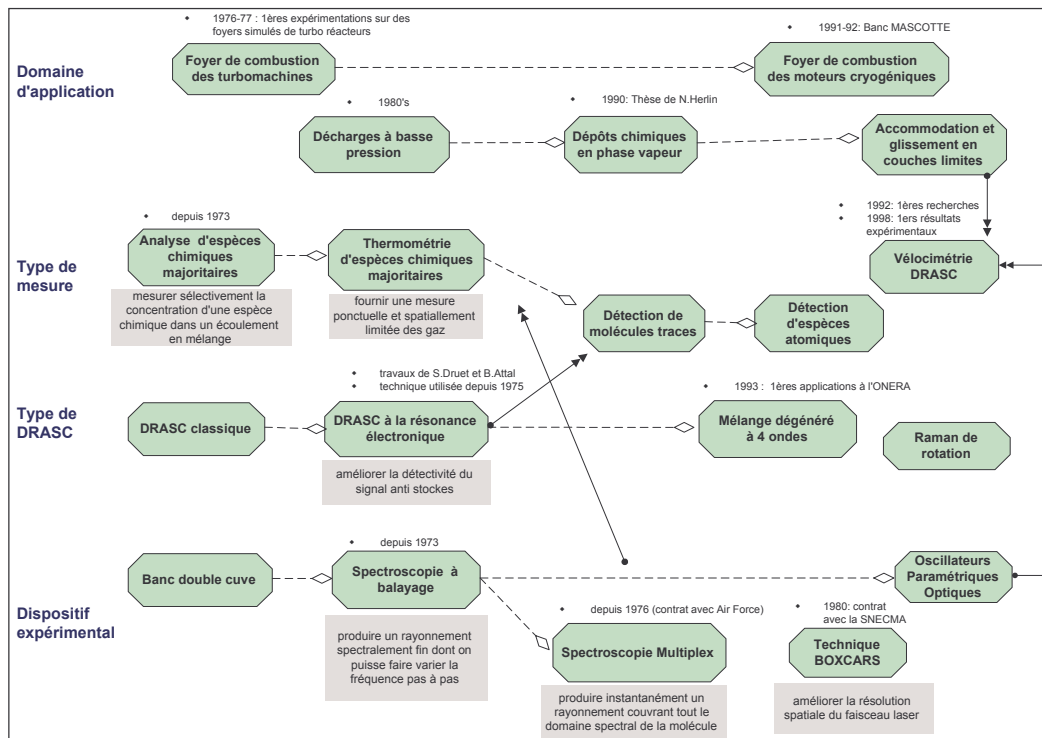 1976-77 : 1ères expérimentations sur des
foyers simulés de turbo réacteurs
1991-92: Banc MASCOTTE
Domaine
d'application
Foyer de combustion
des turbomachines
Foyer de combustion
des moteurs cryogéniques
1980's
1990: Thèse de N.Herlin
Décharges à basse
pression
Dépôts chimiques
en phase vapeur
Accommodation et
glissement en
couches limites
1992: 1ères recherches
1998: 1ers résultats
expérimentaux
depuis 1973
Type de
mesure
Analyse d'espèces
chimiques
majoritaires
Thermométrie
d'espèces chimiques
majoritaires
Vélocimétrie
DRASC
mesurer sélectivement la
concentration d'une espèce
chimique dans un écoulement
en mélange
fournir une mesure
ponctuelle et spatiallement
limitée des gaz
Détection de
molécules traces
Détection
d'espèces
atomiques
travaux de S.Druet et B.Attal
technique utilisée depuis 1975
1993 : 1ères applications à l'ONERA
Type de
DRASC
DRASC classique
DRASC à la résonance
électronique
Mélange dégénéré
à 4 ondes
Raman de
rotation
améliorer la détectivité du
signal anti stockes
depuis 1973
Dispositif
expérimental
Banc double cuve
Spectroscopie à
balayage
Oscillateurs
Paramétriques
Optiques
depuis 1976 (contrat avec Air Force)
1980: contrat
avec la SNECMA
produire un rayonnement
spectralement fin dont on
puisse faire varier la
fréquence pas à pas
Spectroscopie Multiplex
Technique
BOXCARS
produire instantanément un
rayonnement couvrant tout le
domaine spectral de la molécule
améliorer la résolution
spatiale du faisceau laser